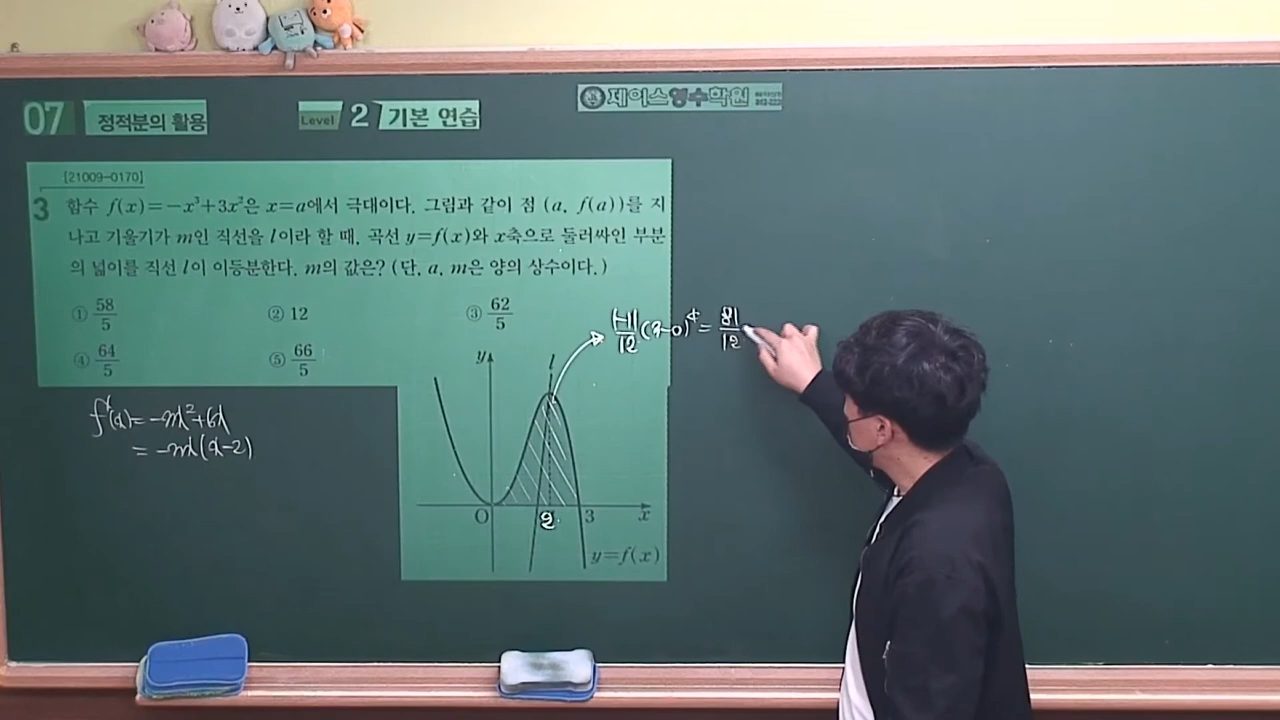 07 정적분의 활용
Level 2 기본 연습
제이스영수학원
[21009-0170]
3 함수 f(x)=-x³+3x²은 x=a에서 극대이다. 그림과 같이 점 (a, f(a))를 지
나고 기울기가 m인 직선을 l이라 할 때, 곡선 y=f(x)와 x축으로 둘러싸인 부분
의 넓이를 직선 l이 이등분한다. m의 값은? (단, a, m은 양의 상수이다.)
① 58/5 ② 12 ③ 62/5
④ 64/5 ⑤ 66/5
|-1|/12 (3-0)⁴ = 81/12
y l
f'(x)=-3x²+6x
= -3x(x-2)
O 2 3 x
y=f(x)